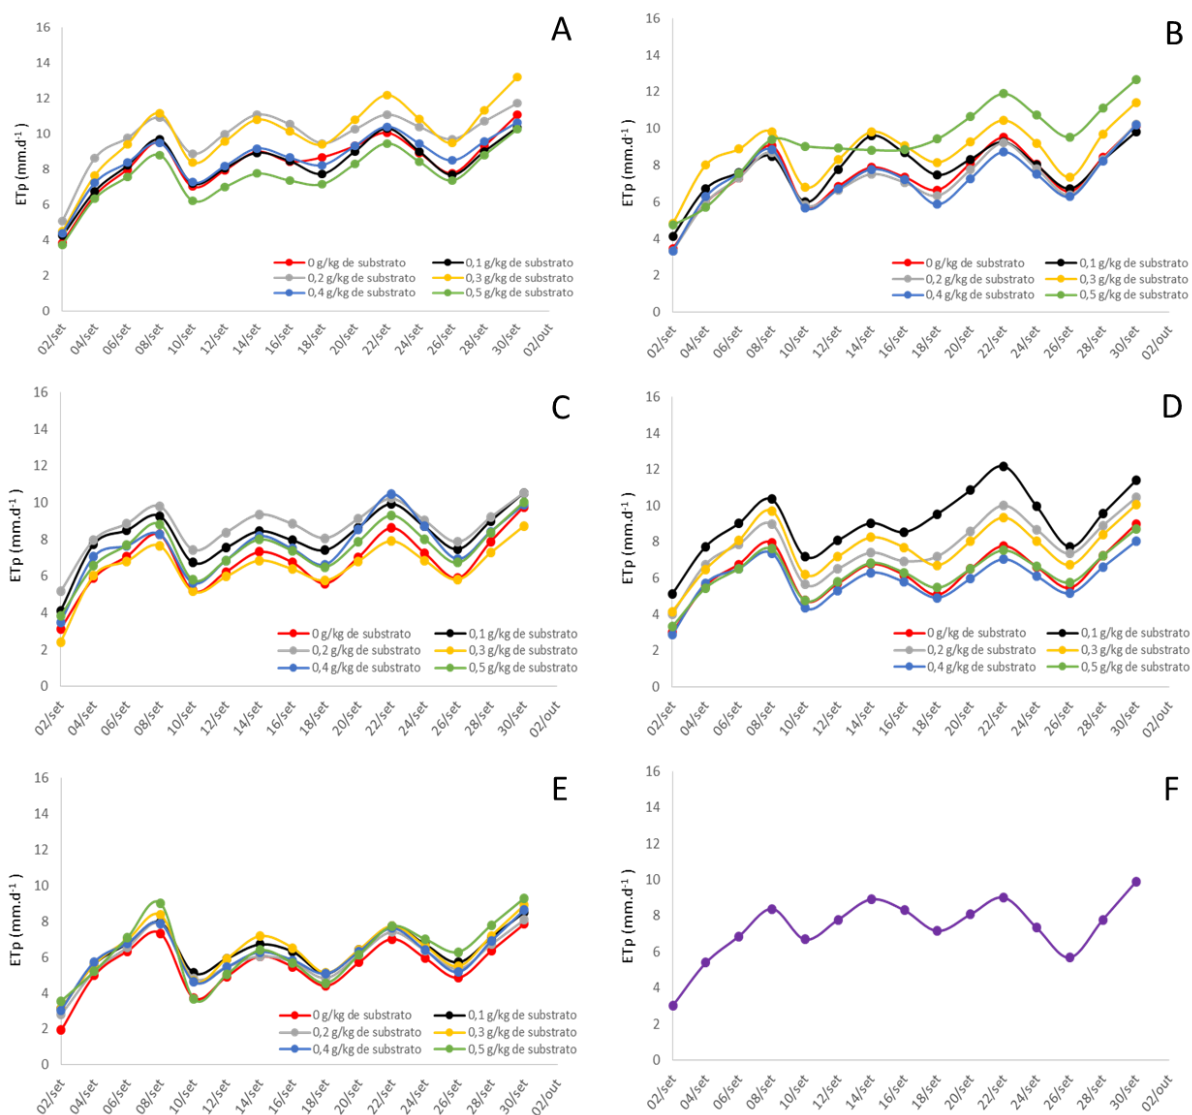 A
ETp (mm.d⁻¹)
16
14
12
10
8
6
4
2
0
0 g/kg de substrato 0,1 g/kg de substrato
0,2 g/kg de substrato 0,3 g/kg de substrato
0,4 g/kg de substrato 0,5 g/kg de substrato
02/set 04/set 06/set 08/set 10/set 12/set 14/set 16/set 18/set 20/set 22/set 24/set 26/set 28/set 30/set 02/out
B
ETp (mm.d⁻¹)
16
14
12
10
8
6
4
2
0
0 g/kg de substrato 0,1 g/kg de substrato
0,2 g/kg de substrato 0,3 g/kg de substrato
0,4 g/kg de substrato 0,5 g/kg de substrato
02/set 04/set 06/set 08/set 10/set 12/set 14/set 16/set 18/set 20/set 22/set 24/set 26/set 28/set 30/set 02/out
C
ETp (mm.d⁻¹)
16
14
12
10
8
6
4
2
0
0 g/kg de substrato 0,1 g/kg de substrato
0,2 g/kg de substrato 0,3 g/kg de substrato
0,4 g/kg de substrato 0,5 g/kg de substrato
02/set 04/set 06/set 08/set 10/set 12/set 14/set 16/set 18/set 20/set 22/set 24/set 26/set 28/set 30/set 02/out
D
ETp (mm.d⁻¹)
16
14
12
10
8
6
4
2
0
0 g/kg de substrato 0,1 g/kg de substrato
0,2 g/kg de substrato 0,3 g/kg de substrato
0,4 g/kg de substrato 0,5 g/kg de substrato
02/set 04/set 06/set 08/set 10/set 12/set 14/set 16/set 18/set 20/set 22/set 24/set 26/set 28/set 30/set 02/out
E
ETp (mm.d⁻¹)
16
14
12
10
8
6
4
2
0
0 g/kg de substrato 0,1 g/kg de substrato
0,2 g/kg de substrato 0,3 g/kg de substrato
0,4 g/kg de substrato 0,5 g/kg de substrato
02/set 04/set 06/set 08/set 10/set 12/set 14/set 16/set 18/set 20/set 22/set 24/set 26/set 28/set 30/set 02/out
F
ETp (mm.d⁻¹)
16
14
12
10
8
6
4
2
0
02/set 04/set 06/set 08/set 10/set 12/set 14/set 16/set 18/set 20/set 22/set 24/set 26/set 28/set 30/set 02/out